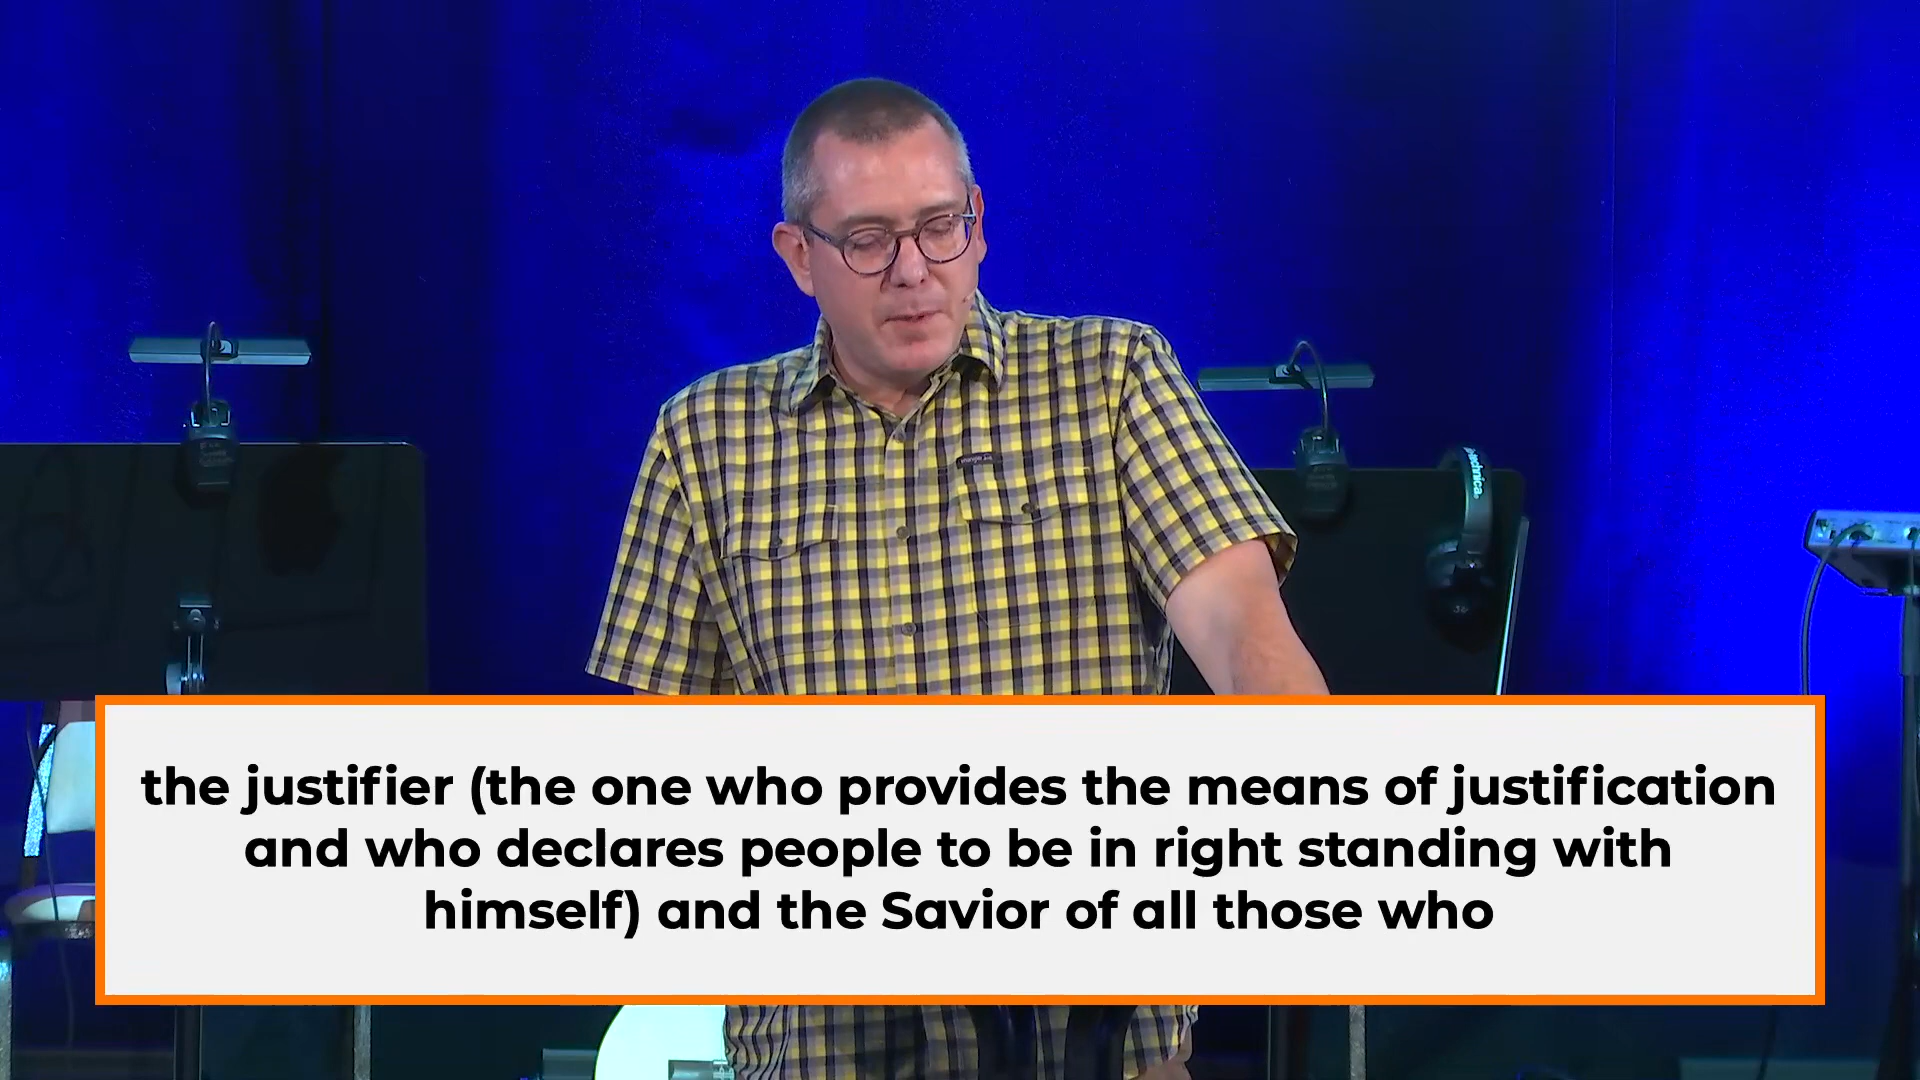 technica
the justifier (the one who provides the means of justification
and who declares people to be in right standing with
himself) and the Savior of all those who